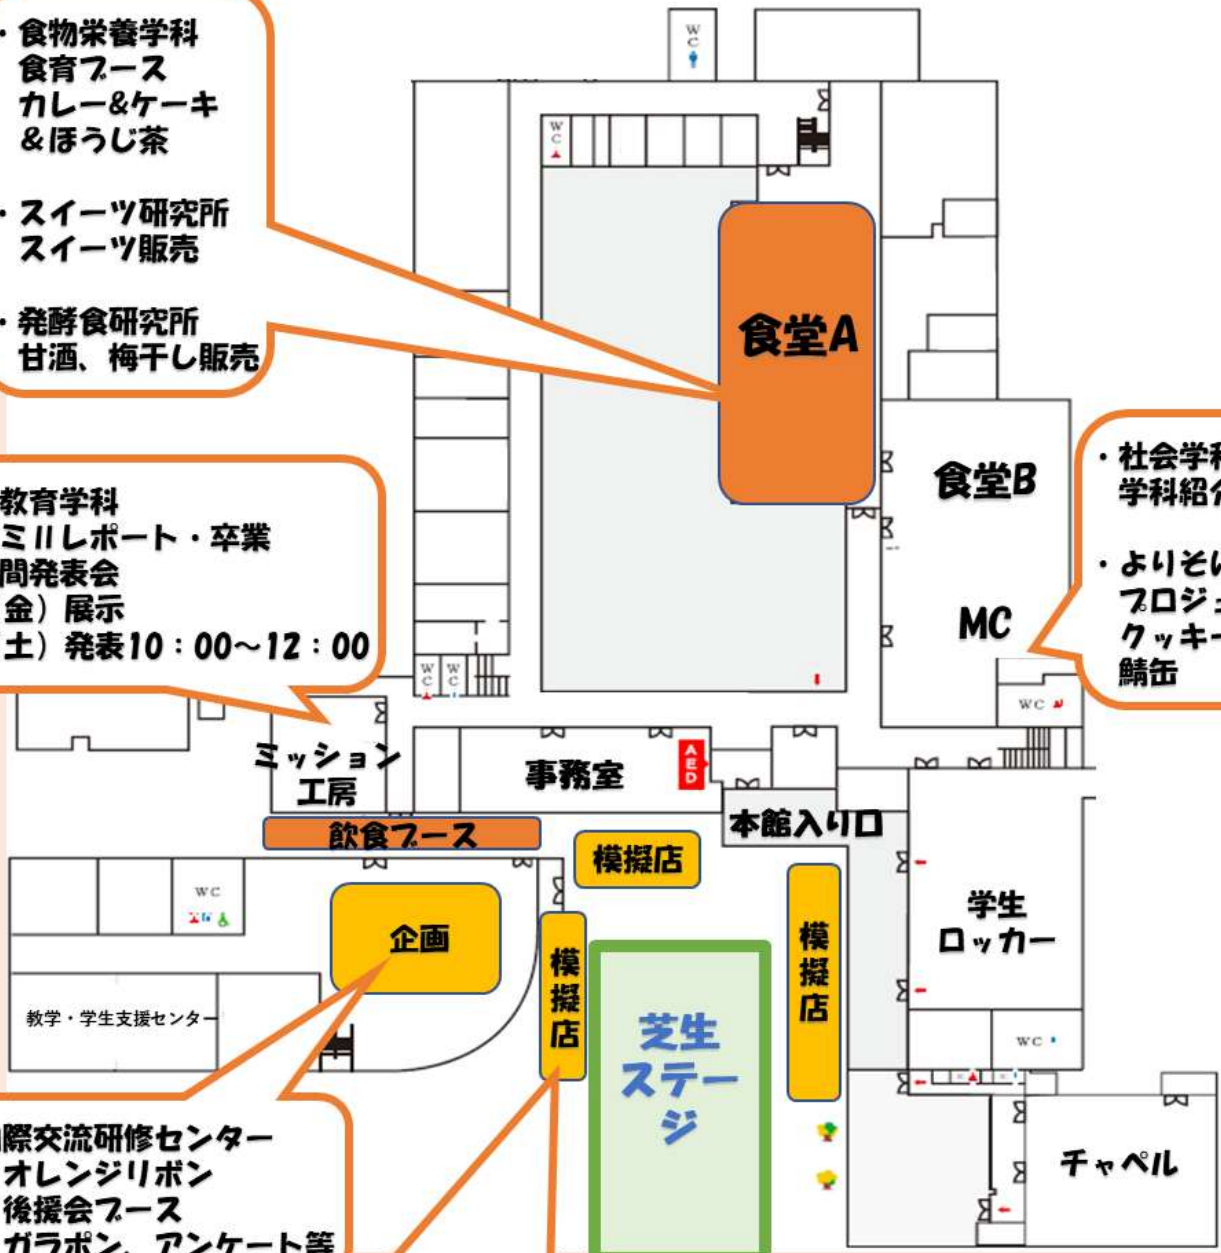 ・食物栄養学科
食育ブース
カレー&ケーキ
&ほうじ茶
・スイーツ研究所
スイーツ販売
・発酵食研究所
甘酒、梅干し販売
WC
WC
食堂A
食堂B
MC
・社会学科
学科紹介
・よりそい
プロジェ
クッキー
鯖缶
教育学科
ミⅡレポート・卒業
間発表会
金）展示
土）発表10：00～12：00
WC
WC
WC
ミッション
工房
事務室
AED
本館入り口
飲食ブース
模擬店
WC
企画
模擬店
模擬店
学生
ロッカー
教学・学生支援センター
芝生
ステー
ジ
WC
チャペル
際交流研修センター
オレンジリボン
後援会ブース
ガラポン、アンケート等